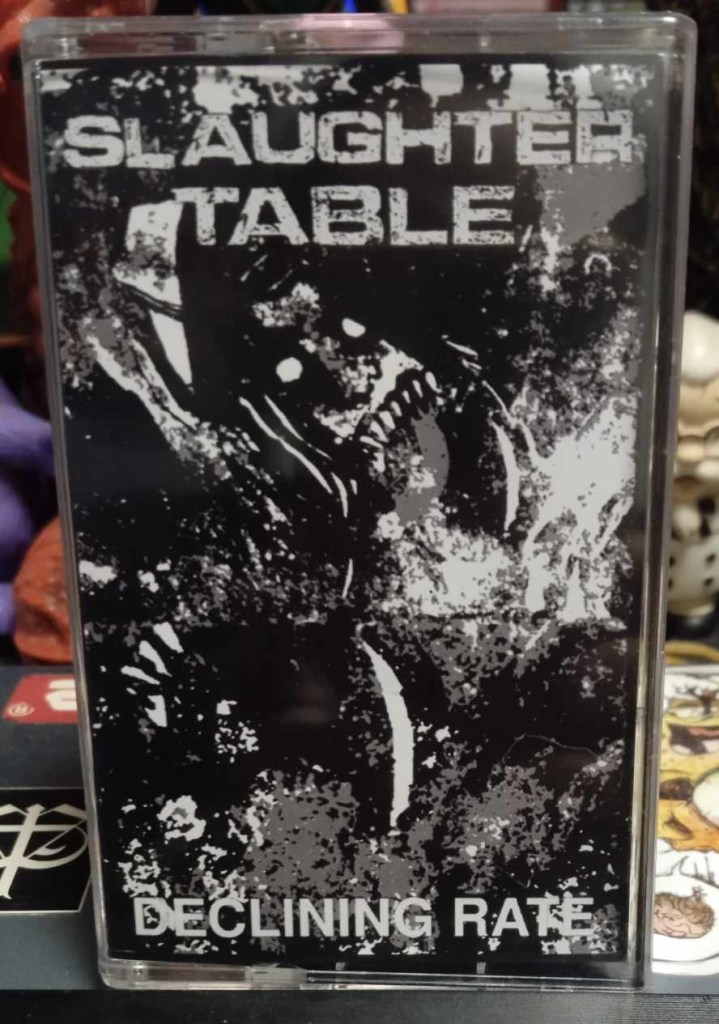 SLAUGHTER
TABLE
DECLINING RATE
®